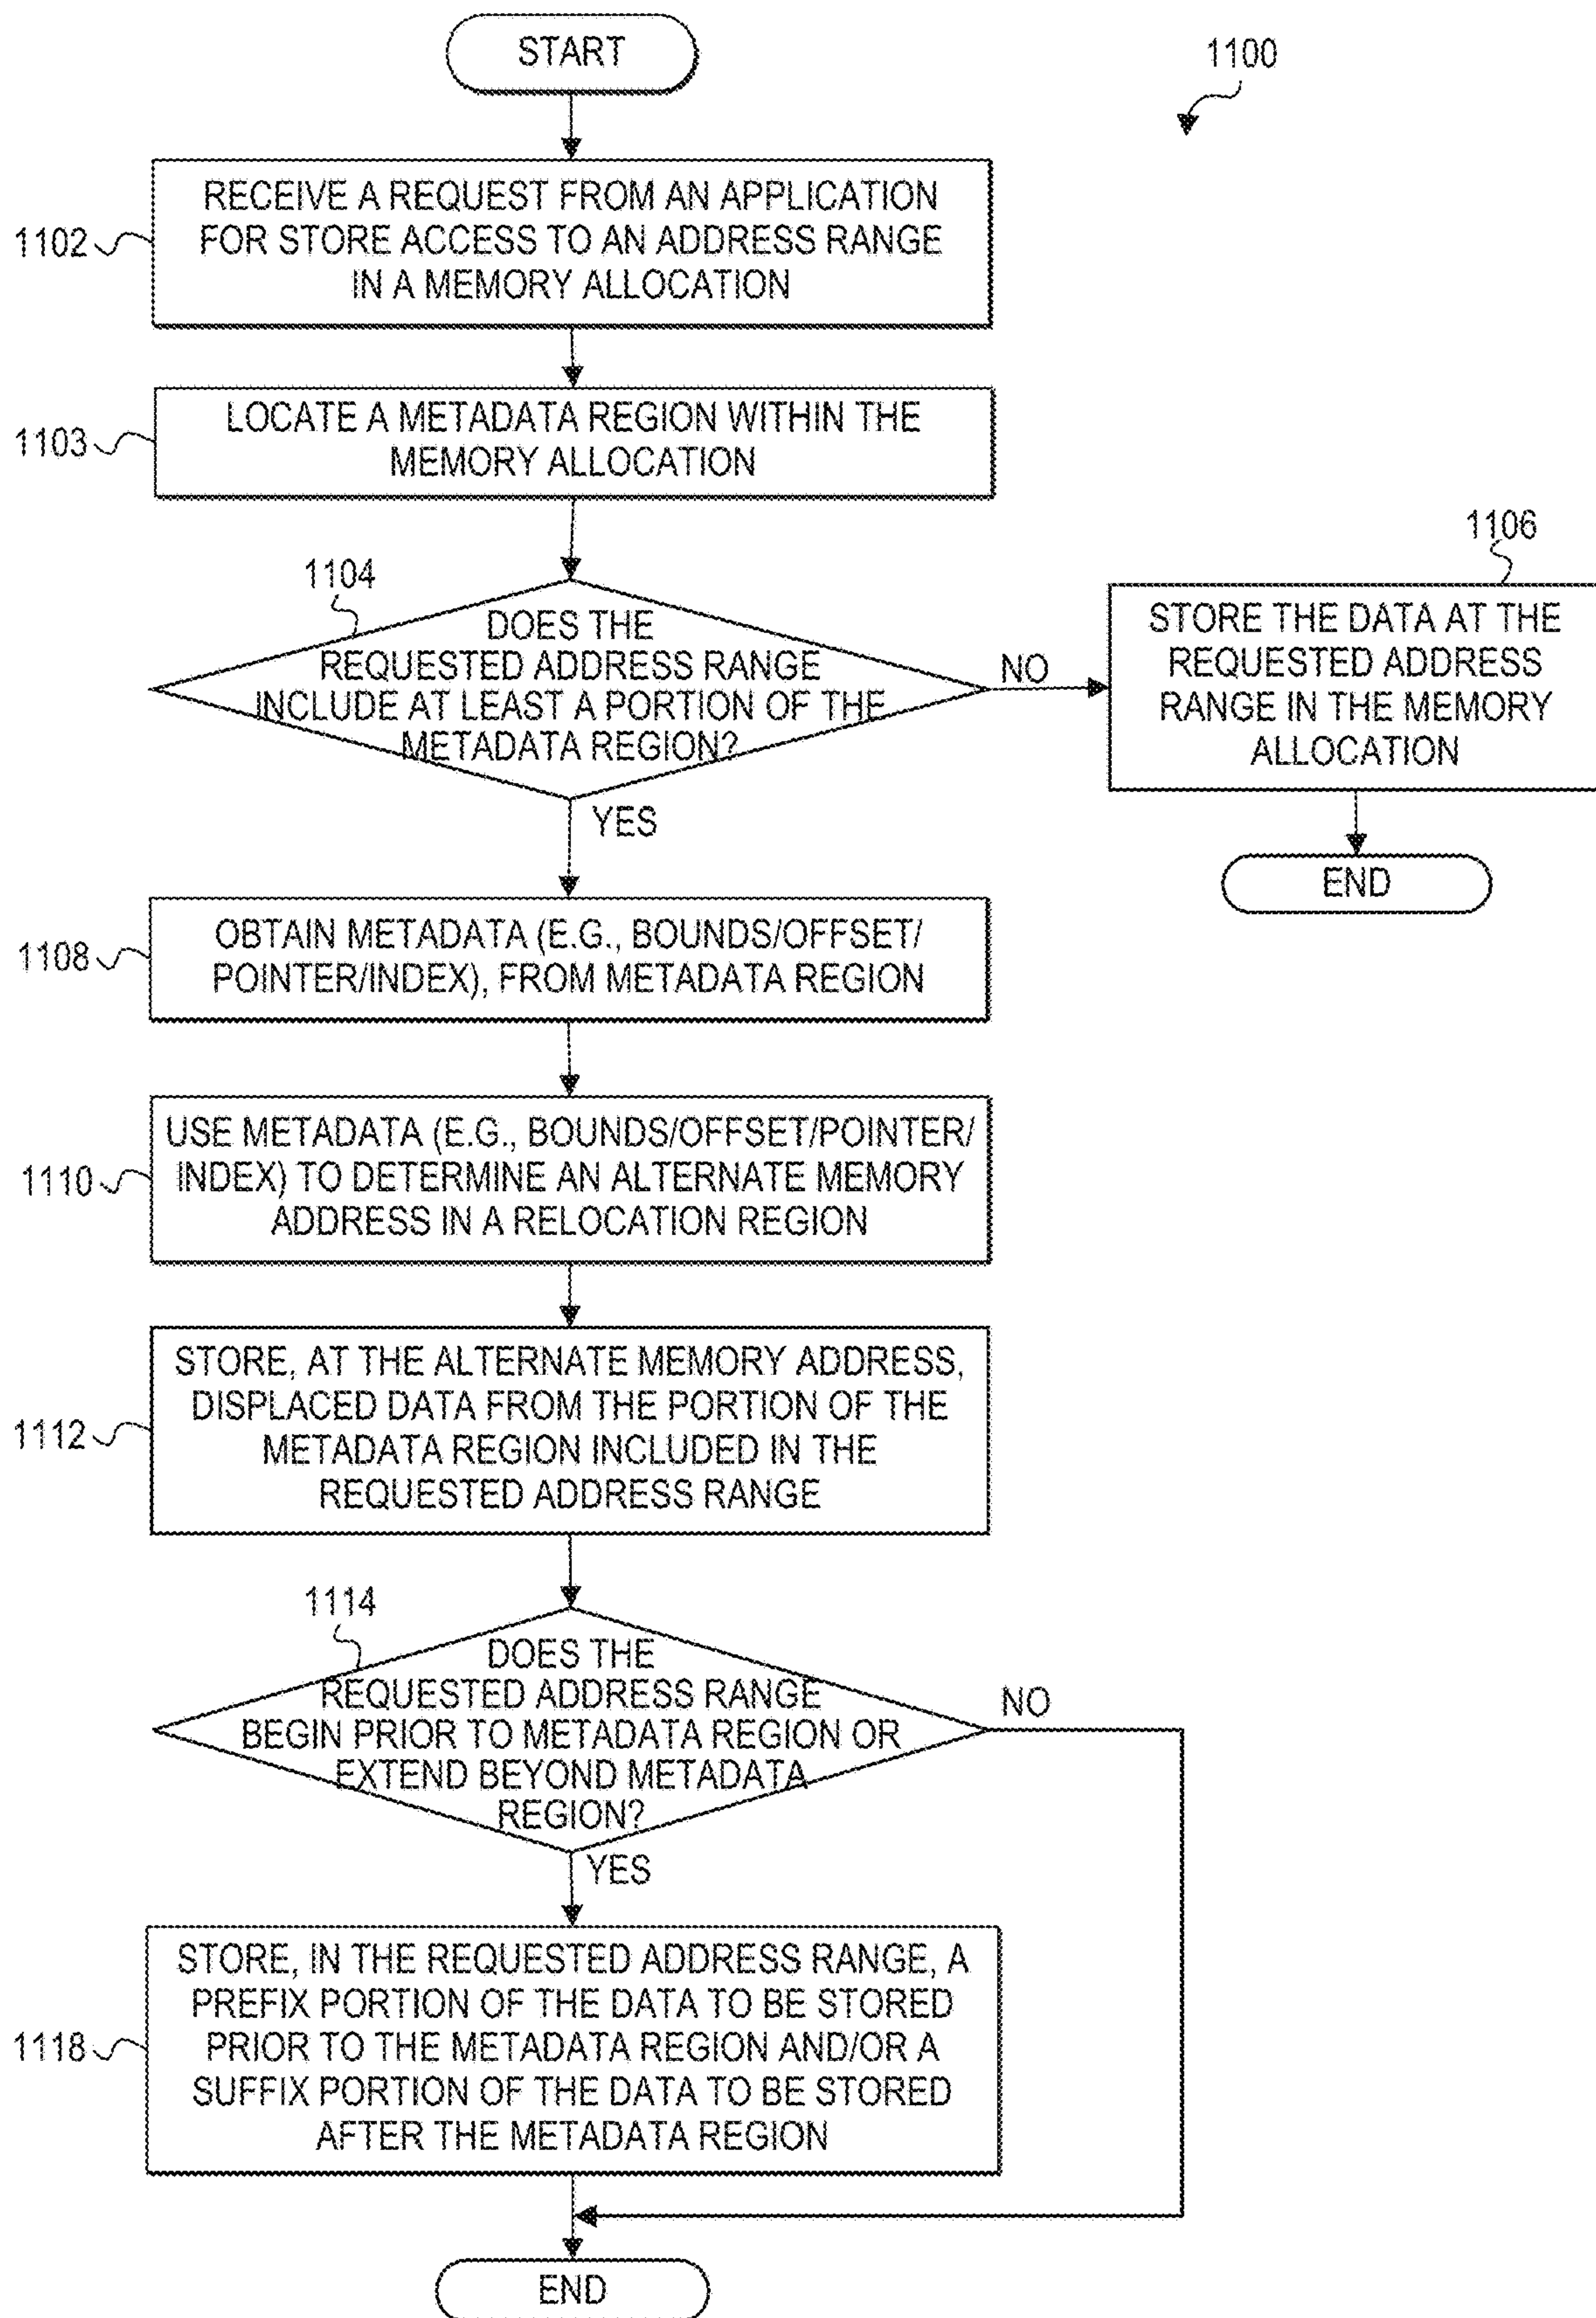 START
1100
1102
RECEIVE A REQUEST FROM AN APPLICATION
FOR STORE ACCESS TO AN ADDRESS RANGE
IN A MEMORY ALLOCATION
1103
LOCATE A METADATA REGION WITHIN THE
MEMORY ALLOCATION
1104
DOES THE
REQUESTED ADDRESS RANGE
INCLUDE AT LEAST A PORTION OF THE
METADATA REGION?
NO
1106
STORE THE DATA AT THE
REQUESTED ADDRESS
RANGE IN THE MEMORY
ALLOCATION
END
YES
1108
OBTAIN METADATA (E.G., BOUNDS/OFFSET/
POINTER/INDEX), FROM METADATA REGION
1110
USE METADATA (E.G., BOUNDS/OFFSET/POINTER/
INDEX) TO DETERMINE AN ALTERNATE MEMORY
ADDRESS IN A RELOCATION REGION
1112
STORE, AT THE ALTERNATE MEMORY ADDRESS,
DISPLACED DATA FROM THE PORTION OF THE
METADATA REGION INCLUDED IN THE
REQUESTED ADDRESS RANGE
1114
DOES THE
REQUESTED ADDRESS RANGE
BEGIN PRIOR TO METADATA REGION OR
EXTEND BEYOND METADATA
REGION?
NO
YES
1118
STORE, IN THE REQUESTED ADDRESS RANGE, A
PREFIX PORTION OF THE DATA TO BE STORED
PRIOR TO THE METADATA REGION AND/OR A
SUFFIX PORTION OF THE DATA TO BE STORED
AFTER THE METADATA REGION
END